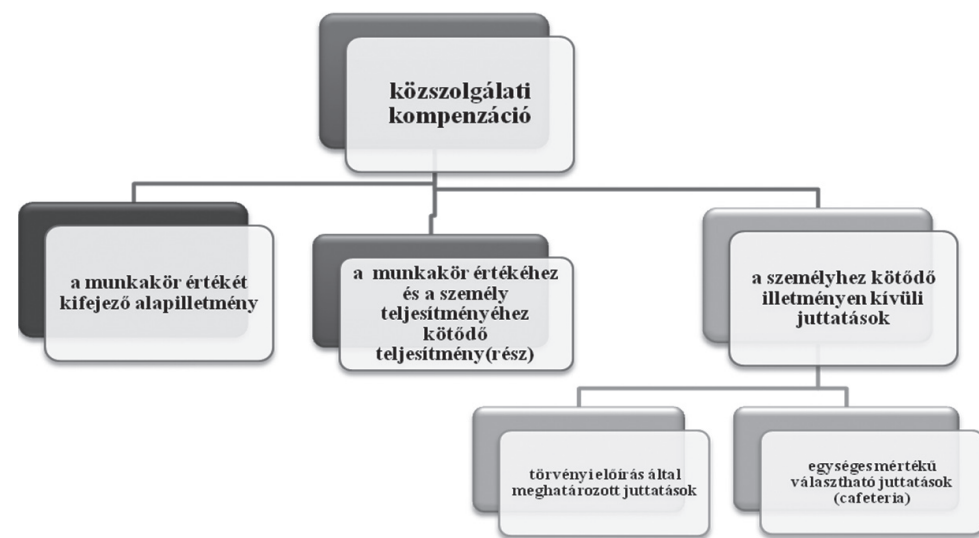 közszolgálati
kompenzáció
a munkakör értékét
kifejező alapilletmény
a munkakör értékéhez
és a személy
teljesítményéhez
kötődő
teljesítmény(rész)
a személyhez kötődő
illetményen kívüli
juttatások
törvényi előírás által
meghatározott juttatások
egységes mértékű
választható juttatások
(cafeteria)